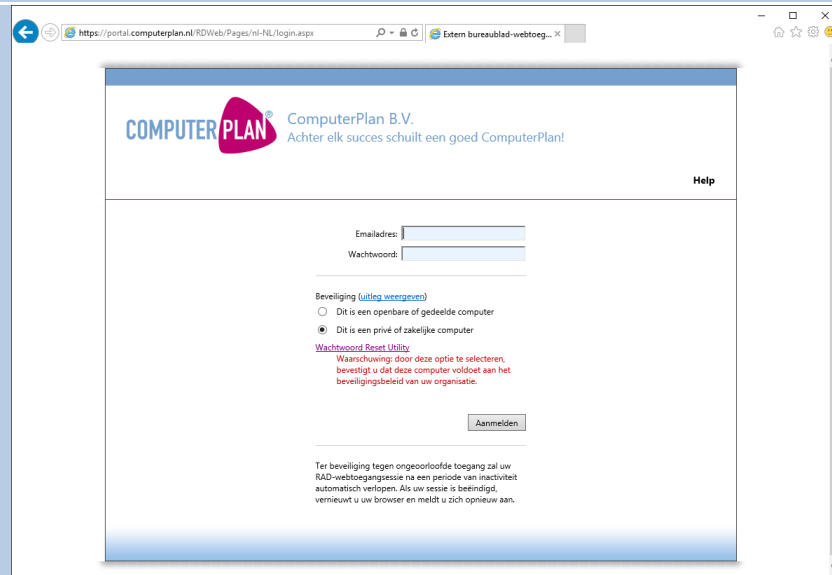 https://portal.computerplan.nl/RDWeb/Pages/nl-NL/login.aspx
Extern bureaublad-webtoeg...
COMPUTERPLAN®
ComputerPlan B.V.
Achter elk succes schuilt een goed ComputerPlan!
Help
Emailadres:
Wachtwoord:
Beveiliging (uitleg weergeven)
Dit is een openbare of gedeelde computer
Dit is een privé of zakelijke computer
Wachtwoord Reset Utility
Waarschuwing: door deze optie te selecteren,
bevestigt u dat deze computer voldoet aan het
beveiligingsbeleid van uw organisatie.
Aanmelden
Ter beveiliging tegen ongeoorloofde toegang zal uw
RAD-webtoegangsessie na een periode van inactiviteit
automatisch verlopen. Als uw sessie is beëindigd,
vernieuwt u uw browser en meldt u zich opnieuw aan.